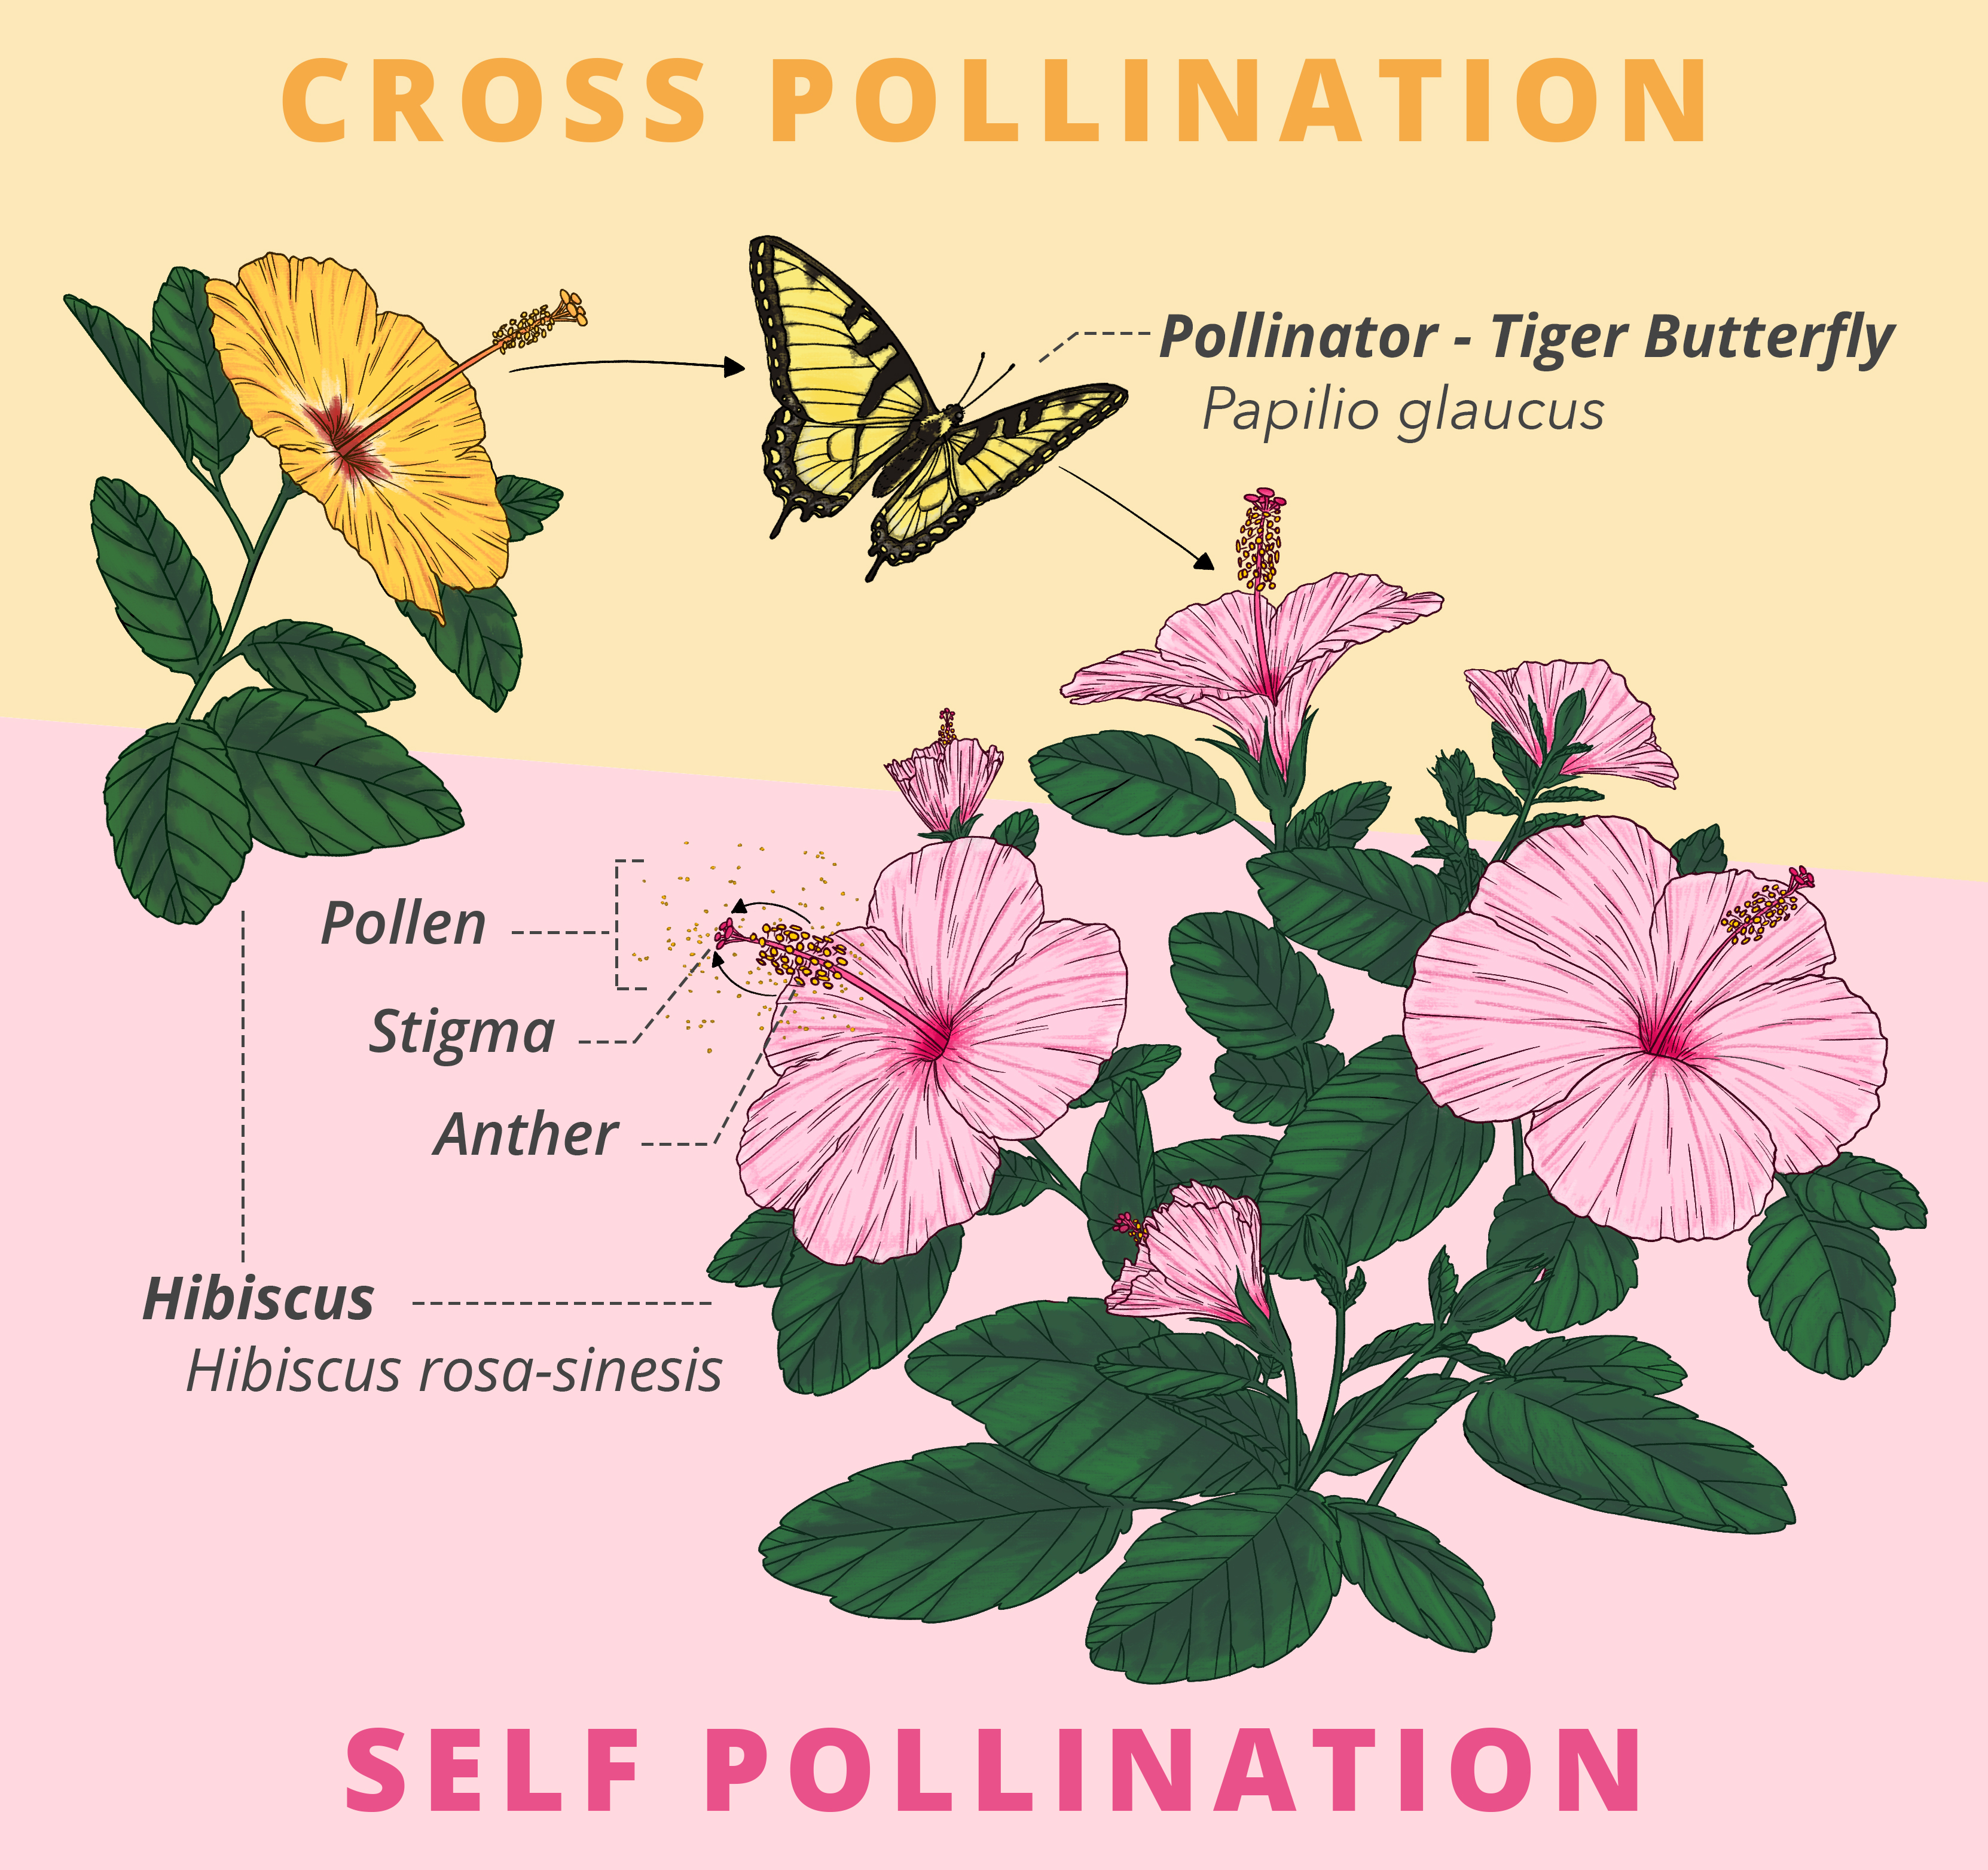 CROSS POLLINATION
Pollinator - Tiger Butterfly
Papilio glaucus
Pollen
Stigma
Anther
Hibiscus
Hibiscus rosa-sinesis
SELF POLLINATION